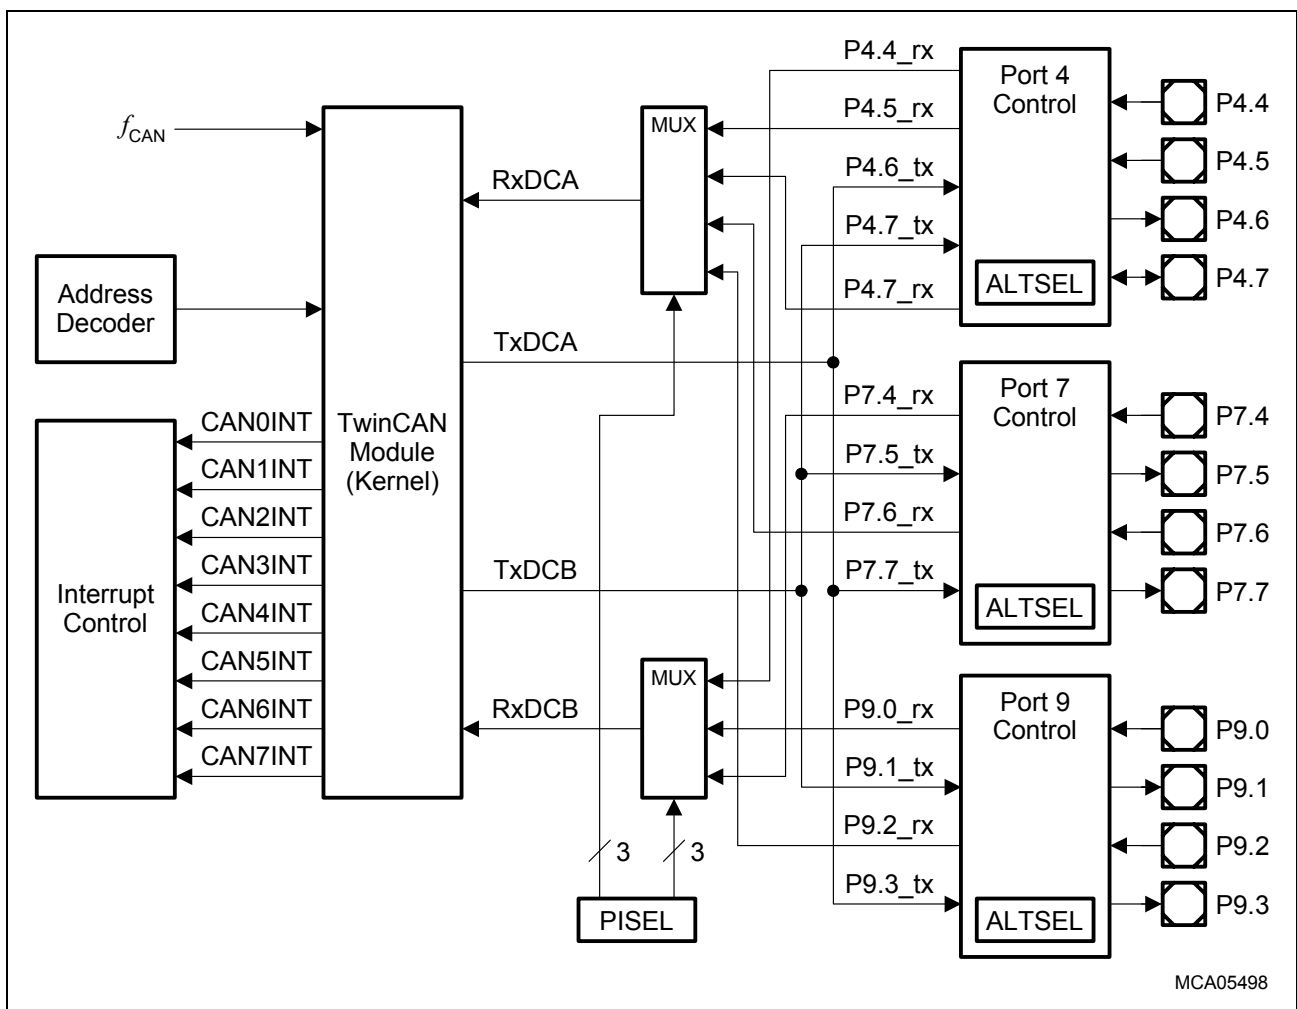 P4.4_rx
Port 4
Control
P4.4
f CAN
MUX
P4.5_rx
P4.5
RxDCA
P4.6_tx
P4.6
P4.7_tx
Address
Decoder
ALTSEL
P4.7
P4.7_rx
TxDCA
P7.4_rx
Port 7
Control
P7.4
CAN0INT
TwinCAN
Module
(Kernel)
CAN1INT
P7.5_tx
P7.5
CAN2INT
P7.6_rx
P7.6
CAN3INT
TxDCB
P7.7_tx
P7.7
Interrupt
Control
ALTSEL
CAN4INT
CAN5INT
MUX
CAN6INT
RxDCB
P9.0_rx
Port 9
Control
P9.0
CAN7INT
P9.1_tx
P9.1
3
3
P9.2_rx
P9.2
P9.3_tx
P9.3
PISEL
ALTSEL
MCA05498